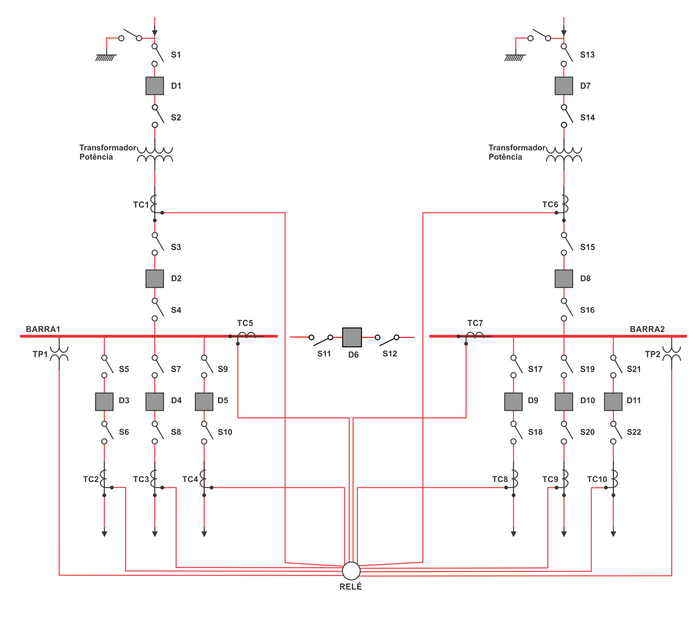 S1
S13
D1
D7
S2
S14
Transformador
Potência
Transformador
Potência
TC1
TC6
S3
S15
D2
D8
S4
S16
BARRA1
TC5
TC7
BARRA2
S11
D6
S12
TP1
TP2
S5
S7
S9
S17
S19
S21
D3
D4
D5
D9
D10
D11
S6
S8
S10
S18
S20
S22
TC2
TC3
TC4
TC8
TC9
TC10
RELÉ